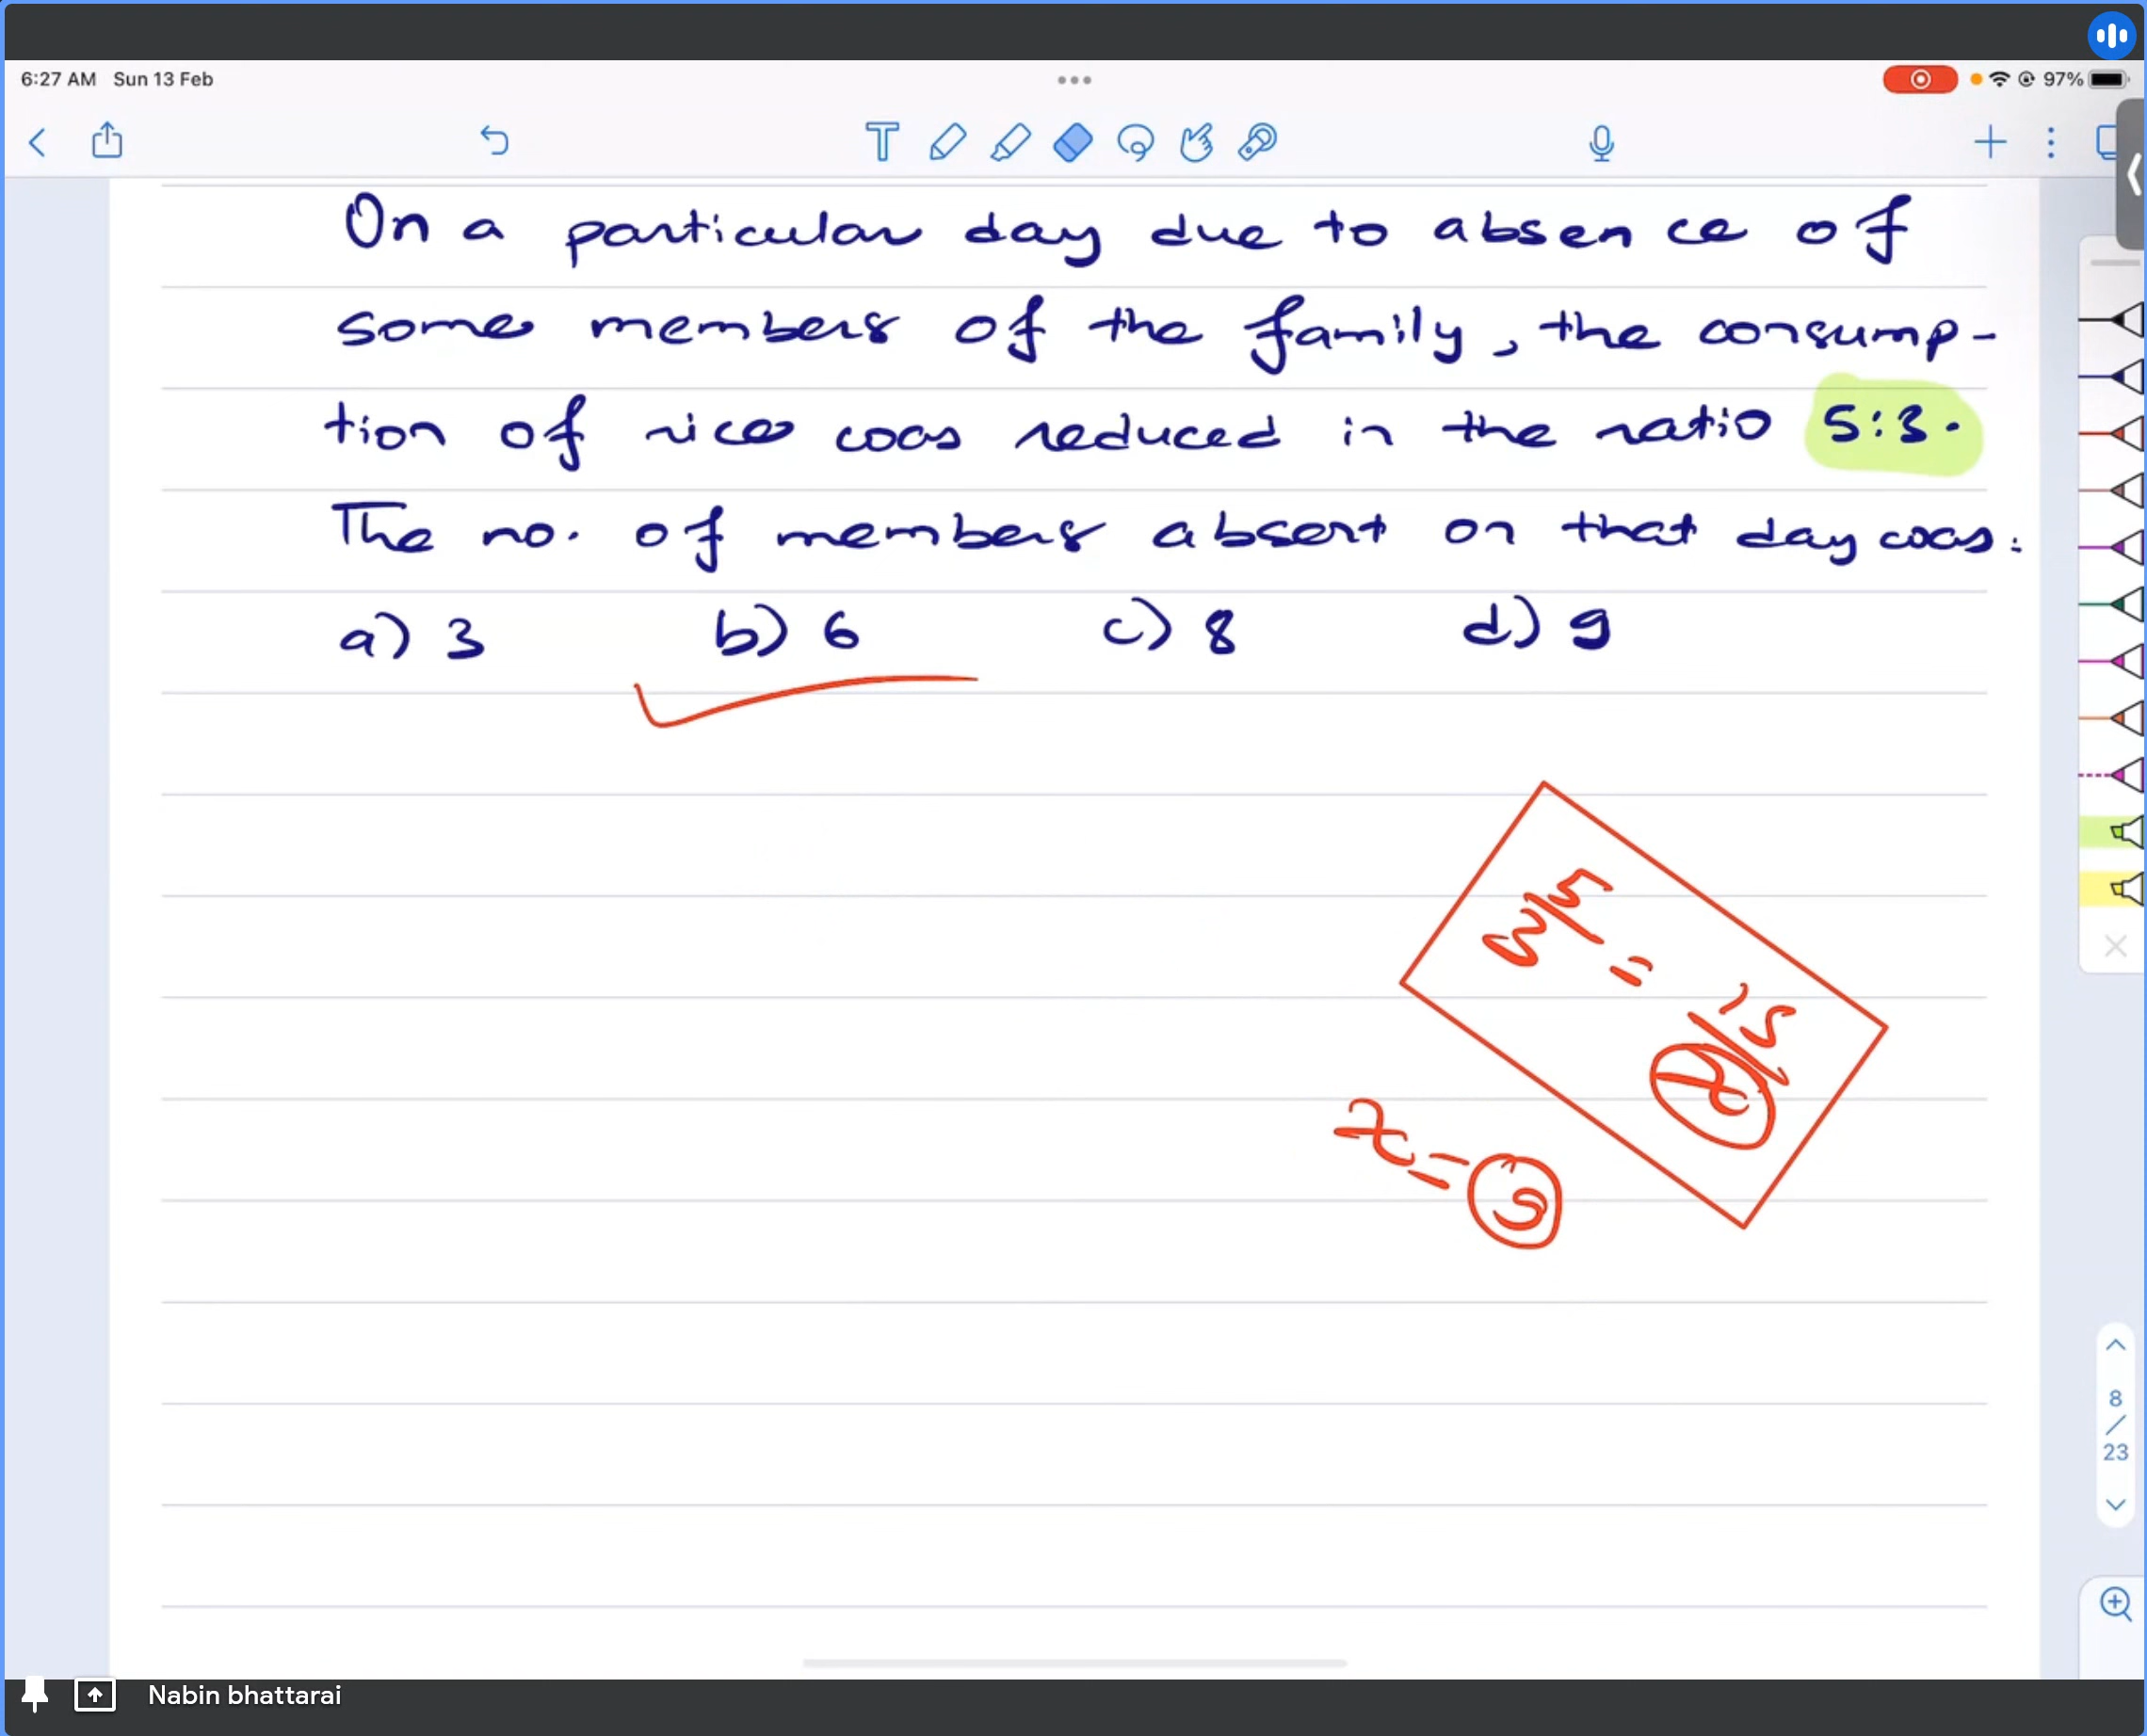 6:27 AM Sun 13 Feb
97%
On a particular day due to absence of
some members of the family, the consump-
tion of rice was reduced in the ratio 5:3.
The no. of members absent on that day was:
a) 3 b) 6 c) 8 d) 9
5/3 = 15/x
x = 9
8
/
23
Nabin bhattarai